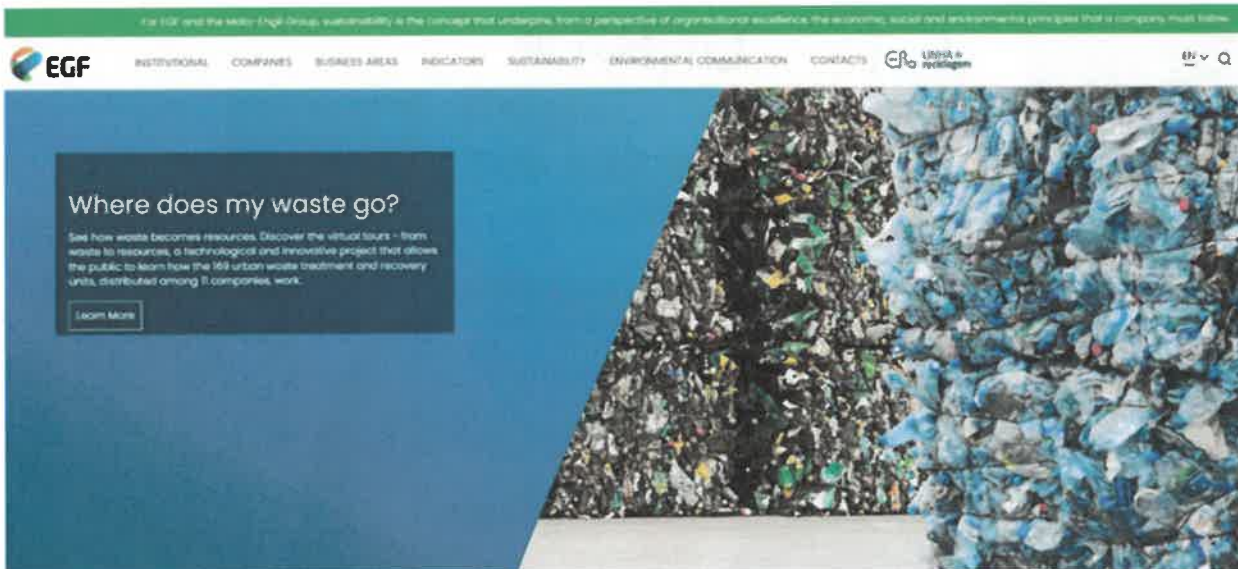 For EGF and the Mota-Engil Group, sustainability is the concept that underpins, from a perspective of organisational excellence, the economic, social and environmental principles that a company must follow.
EGF
INSTITUTIONAL COMPANIES BUSINESS AREAS INDICATORS SUSTAINABILITY ENVIRONMENTAL COMMUNICATION CONTACTS LINHA da reciclagem EN
Where does my waste go?
See how waste becomes resources. Discover the virtual tours - from
waste to resources, a technological and innovative project that allows
the public to learn how the 169 urban waste treatment and recovery
units, distributed among 11 companies, work.
Learn More